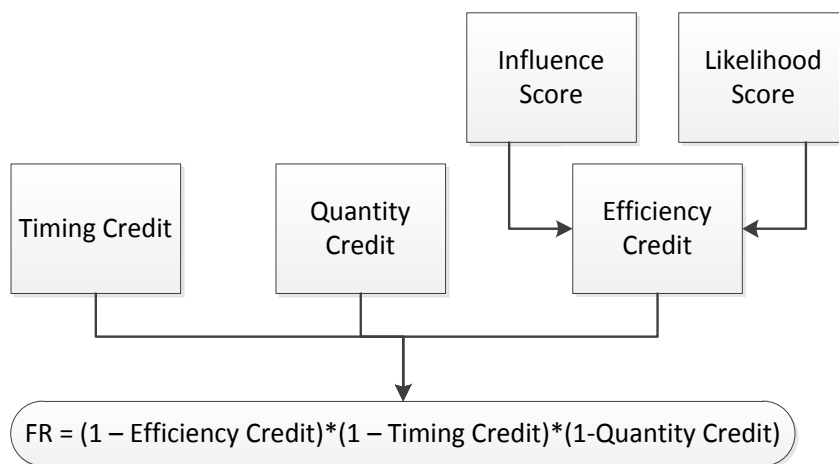 Influence
Score
Likelihood
Score
Timing Credit
Quantity
Credit
Efficiency
Credit
FR = (1 – Efficiency Credit)*(1 – Timing Credit)*(1-Quantity Credit)